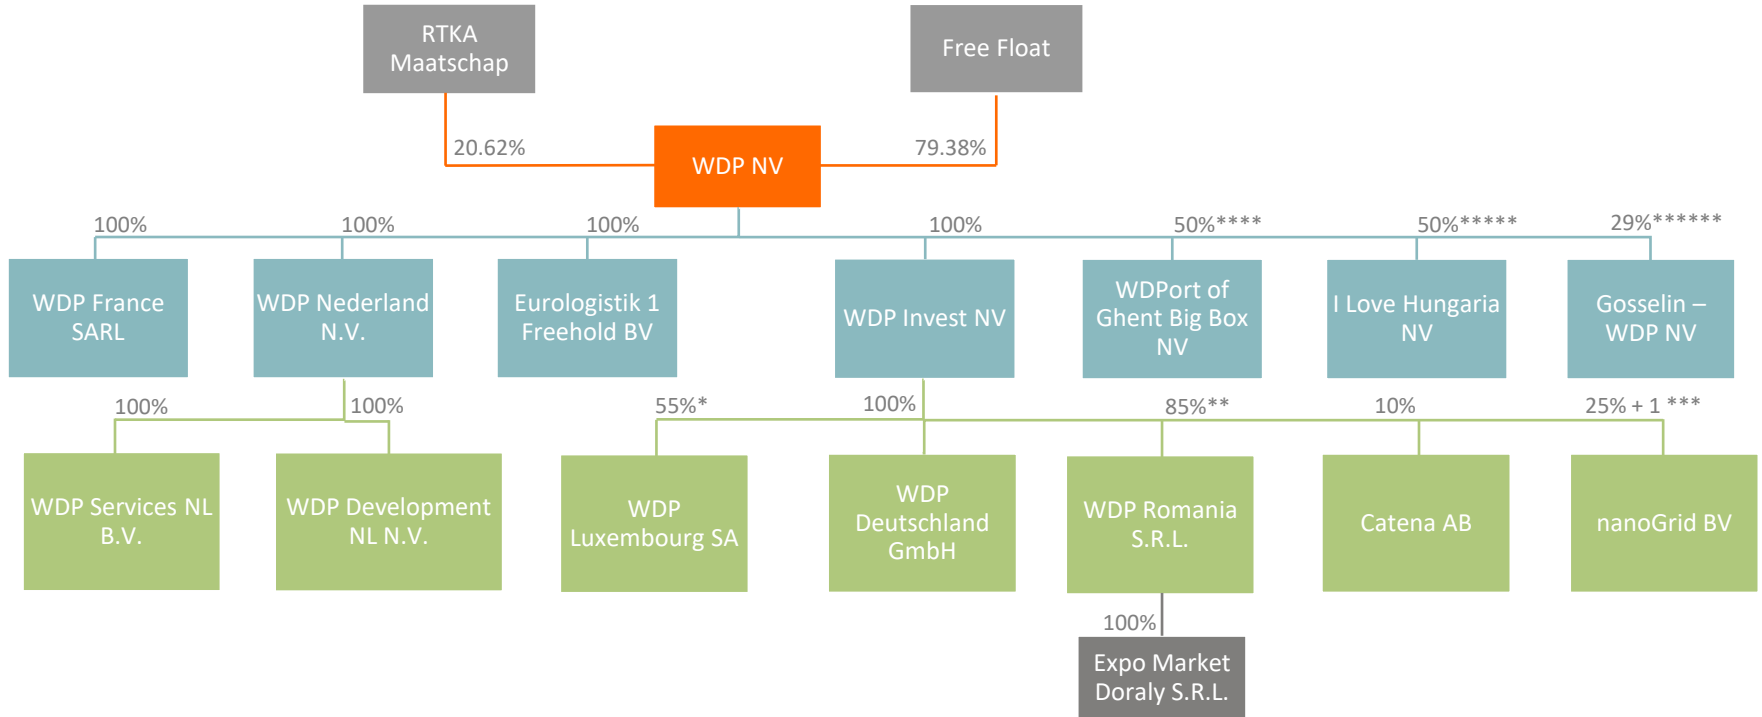 RTKA
Maatschap
Free Float
20.62%
WDP NV
79.38%
100%
100%
100%
100%
50%****
50%*****
29%******
WDP France
SARL
WDP Nederland
N.V.
Eurologistik 1
Freehold BV
WDP Invest NV
WDPort of
Ghent Big Box
NV
I Love Hungaria
NV
Gosselin –
WDP NV
100%
100%
55%*
100%
85%**
10%
25% + 1 ***
WDP Services NL
B.V.
WDP Development
NL N.V.
WDP
Luxembourg SA
WDP
Deutschland
GmbH
WDP Romania
S.R.L.
Catena AB
nanoGrid BV
100%
Expo Market
Doraly S.R.L.